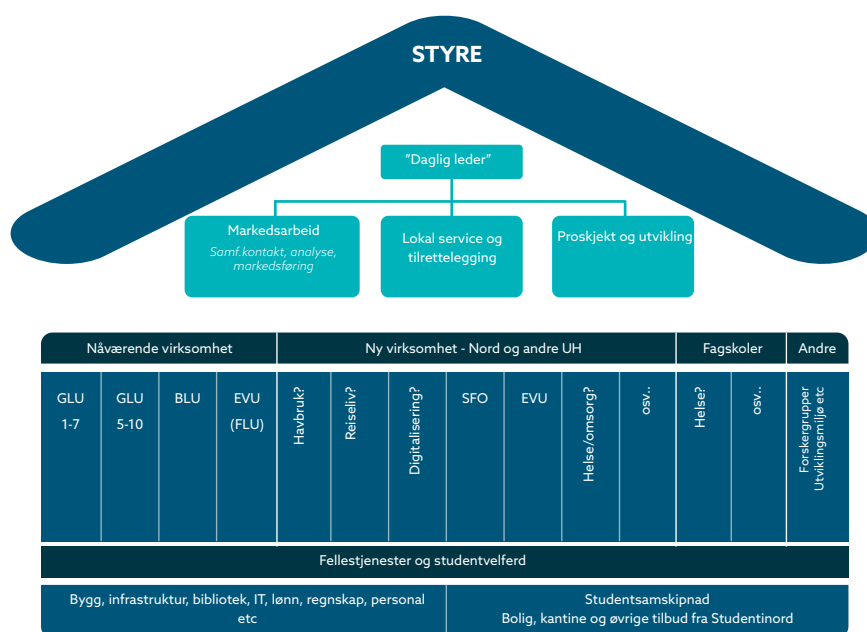 STYRE
"Daglig leder"
Markedsarbeid
Samf.kontakt, analyse,
markedsføring
Lokal service og
tilrettelegging
Proskjekt og utvikling
Nåværende virksomhet
Ny virksomhet - Nord og andre UH
Fagskoler
Andre
GLU
1-7
GLU
5-10
BLU
EVU
(FLU)
Havbruk?
Reiseliv?
Digitalisering?
SFO
EVU
Helse/omsorg?
osv..
Helse?
osv..
Forskergrupper
Utviklingsmiljø etc
Fellestjenester og studentvelferd
Bygg, infrastruktur, bibliotek, IT, lønn, regnskap, personal
etc
Studentsamskipnad
Bolig, kantine og øvrige tilbud fra Studentinord